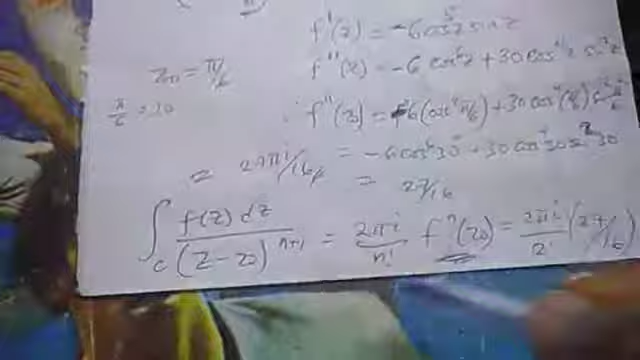 f'(z) = -6 cos⁵z sin z
z₀ = π/6
f''(z) = -6 cos⁶z + 30 cos⁴z sin²z
π/6 = 30
∴ f''(z₀) = -6(cos⁶π/6) + 30 cos⁴(π/6) sin²π/6
= -6 cos⁶30 + 30 cos⁴30 sin²30
= 27πi/16
= 27/16
∫_C f(z) dz / (z - z₀)ⁿ⁺¹ = 2πi/n! fⁿ(z₀) = 2πi/2! (27/16)